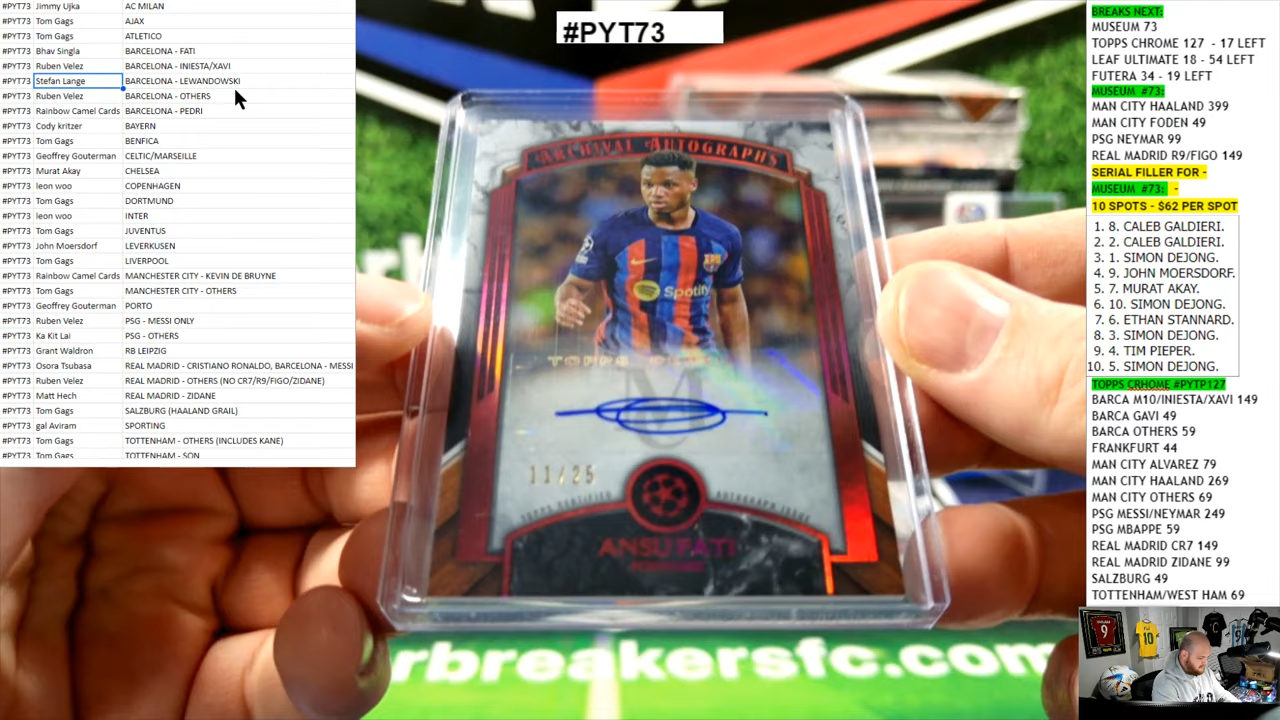 #PYT73 Jimmy Ujka AC MILAN
#PYT73 Tom Gags AJAX
#PYT73 Tom Gags ATLETICO
#PYT73 Bhav Singla BARCELONA - FATI
#PYT73 Ruben Velez BARCELONA - INIESTA/XAVI
#PYT73 Stefan Lange BARCELONA - LEWANDOWSKI
#PYT73 Ruben Velez BARCELONA - OTHERS
#PYT73 Rainbow Camel Cards BARCELONA - PEDRI
#PYT73 Cody kritzer BAYERN
#PYT73 Tom Gags BENFICA
#PYT73 Geoffrey Gouterman CELTIC/MARSEILLE
#PYT73 Murat Akay CHELSEA
#PYT73 leon woo COPENHAGEN
#PYT73 Tom Gags DORTMUND
#PYT73 leon woo INTER
#PYT73 Tom Gags JUVENTUS
#PYT73 John Moersdorf LEVERKUSEN
#PYT73 Tom Gags LIVERPOOL
#PYT73 Rainbow Camel Cards MANCHESTER CITY - KEVIN DE BRUYNE
#PYT73 Tom Gags MANCHESTER CITY - OTHERS
#PYT73 Geoffrey Gouterman PORTO
#PYT73 Ruben Velez PSG - MESSI ONLY
#PYT73 Ka Kit Lai PSG - OTHERS
#PYT73 Grant Waldron RB LEIPZIG
#PYT73 Osora Tsubasa REAL MADRID - CRISTIANO RONALDO, BARCELONA - MESSI
#PYT73 Ruben Velez REAL MADRID - OTHERS (NO CR7/R9/FIGO/ZIDANE)
#PYT73 Matt Hech REAL MADRID - ZIDANE
#PYT73 Tom Gags SALZBURG (HAALAND GRAIL)
#PYT73 gal Aviram SPORTING
#PYT73 Tom Gags TOTTENHAM - OTHERS (INCLUDES KANE)
#PYT73 Tom Gags TOTTENHAM - SON
#PYT73
ARCHIVAL AUTOGRAPHS
Spotify
TOPPS
11/25
TOPPS CERTIFIED AUTOGRAPH ISSUE
ANSU FATI
rbreakersfc.com
BREAKS NEXT:
MUSEUM 73
TOPPS CHROME 127 - 17 LEFT
LEAF ULTIMATE 18 - 54 LEFT
FUTERA 34 - 19 LEFT
MUSEUM #73:
MAN CITY HAALAND 399
MAN CITY FODEN 49
PSG NEYMAR 99
REAL MADRID R9/FIGO 149
SERIAL FILLER FOR -
MUSEUM #73: -
10 SPOTS - $62 PER SPOT
1. 8. CALEB GALDIERI.
2. 2. CALEB GALDIERI.
3. 1. SIMON DEJONG.
4. 9. JOHN MOERSDORF.
5. 7. MURAT AKAY.
6. 10. SIMON DEJONG.
7. 6. ETHAN STANNARD.
8. 3. SIMON DEJONG.
9. 4. TIM PIEPER.
10. 5. SIMON DEJONG.
TOPPS CRHOME #PYTP127
BARCA M10/INIESTA/XAVI 149
BARCA GAVI 49
BARCA OTHERS 59
FRANKFURT 44
MAN CITY ALVAREZ 79
MAN CITY HAALAND 269
MAN CITY OTHERS 69
PSG MESSI/NEYMAR 249
PSG MBAPPE 59
REAL MADRID CR7 149
REAL MADRID ZIDANE 99
SALZBURG 49
TOTTENHAM/WEST HAM 69
9
10